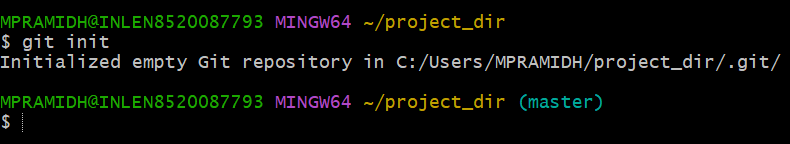 MPRAMIDH@INLEN8520087793 MINGW64 ~/project_dir
$ git init
Initialized empty Git repository in C:/Users/MPRAMIDH/project_dir/.git/
MPRAMIDH@INLEN8520087793 MINGW64 ~/project_dir (master)
$